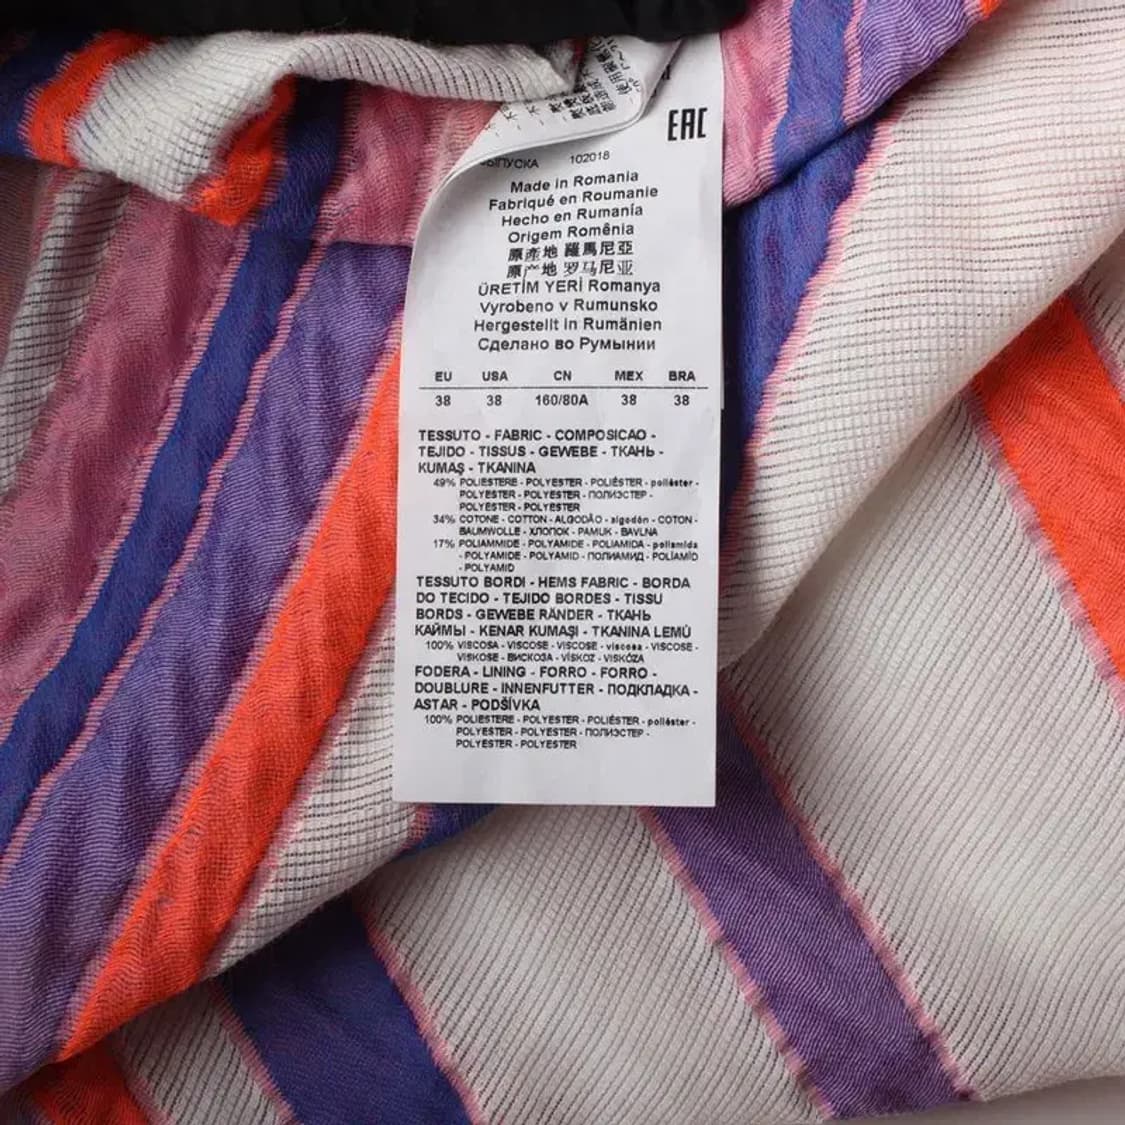 EAC
102018
Made in Romania
Fabriqué en Roumanie
Hecho en Rumanía
Origem Romênia
原產地 羅馬尼亞
原产地 罗马尼亚
ÜRETİM YERİ Romanya
Vyrobeno v Rumunsko
Hergestellt in Rumänien
Сделано во Румынии
EU USA CN MEX BRA
38 38 160/80A 38 38
TESSUTO - FABRIC - COMPOSICAO -
TEJIDO - TISSUS - GEWEBE - ТКАНЬ -
KUMAŞ - TKANINA
49% POLIESTERE - POLYESTER - POLIÉSTER - poliéster -
POLYESTER - POLYESTER - ПОЛИЭСТЕР -
POLYESTER - POLYESTER
34% COTONE - COTTON - ALGODÃO - algodón - COTON -
BAUMWOLLE - ХЛОПОК - PAMUK - BAVLNA
17% POLIAMMIDE - POLYAMIDE - POLIAMIDA - poliamida
- POLYAMIDE - POLYAMID - ПОЛИАМИД - POLÍAMÍD
- POLYAMID
TESSUTO BORDI - HEMS FABRIC - BORDA
DO TECIDO - TEJIDO BORDES - TISSU
BORDS - GEWEBE RÄNDER - ТКАНЬ
КАЙМЫ - KENAR KUMAŞI - TKANINA LEMŮ
100% VISCOSA - VISCOSE - VISCOSE - viscosa - VISCOSE -
VISKOSE - ВИСКОЗА - VİSKOZ - VISKÓZA
FODERA - LINING - FORRO - FORRO -
DOUBLURE - INNENFUTTER - ПОДКЛАДКА -
ASTAR - PODŠÍVKA
100% POLIESTERE - POLYESTER - POLIÉSTER - poliéster -
POLYESTER - POLYESTER - ПОЛИЭСТЕР -
POLYESTER - POLYESTER